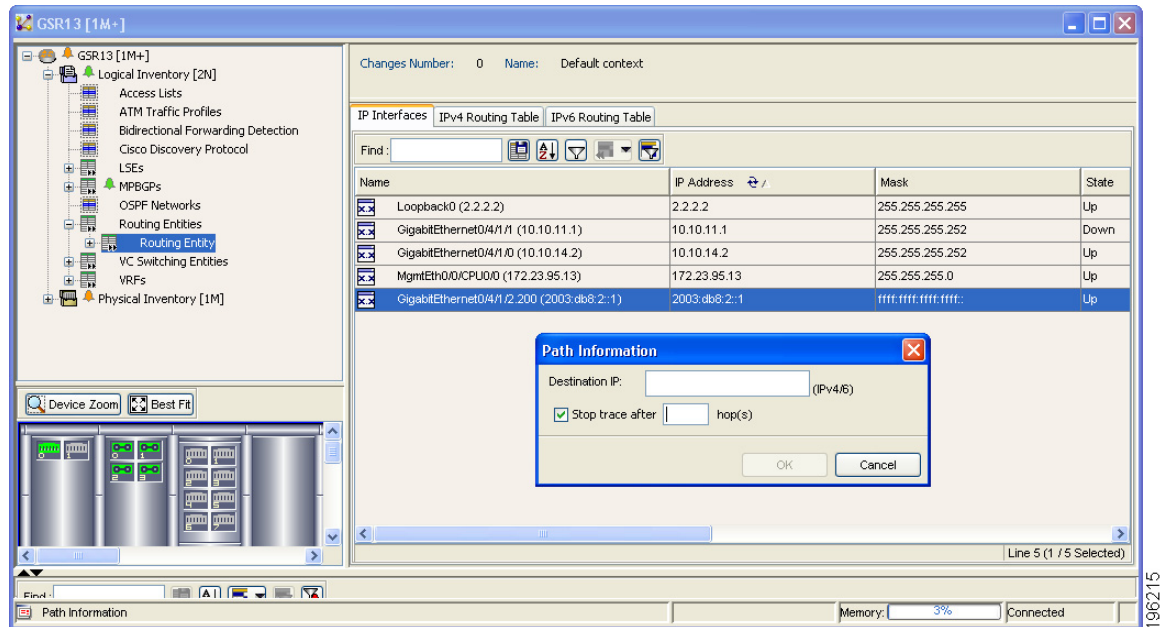 GSR13 [1M+]
GSR13 [1M+]
Logical Inventory [2N]
Access Lists
ATM Traffic Profiles
Bidirectional Forwarding Detection
Cisco Discovery Protocol
LSEs
MPBGPs
OSPF Networks
Routing Entities
Routing Entity
VC Switching Entities
VRFs
Physical Inventory [1M]
Device Zoom Best Fit
Changes Number: 0 Name: Default context
IP Interfaces IPv4 Routing Table IPv6 Routing Table
Find :
Name IP Address Mask State
Loopback0 (2.2.2.2) 2.2.2.2 255.255.255.255 Up
GigabitEthernet0/4/1/1 (10.10.11.1) 10.10.11.1 255.255.255.252 Down
GigabitEthernet0/4/1/0 (10.10.14.2) 10.10.14.2 255.255.255.252 Up
MgmtEth0/0/CPU0/0 (172.23.95.13) 172.23.95.13 255.255.255.0 Up
GigabitEthernet0/4/1/2.200 (2003:db8:2::1) 2003:db8:2::1 ffff:ffff:ffff:ffff:: Up
Path Information
Destination IP: (IPv4/6)
Stop trace after hop(s)
OK Cancel
Line 5 (1 / 5 Selected)
Find :
Path Information Memory: 3% Connected
196215